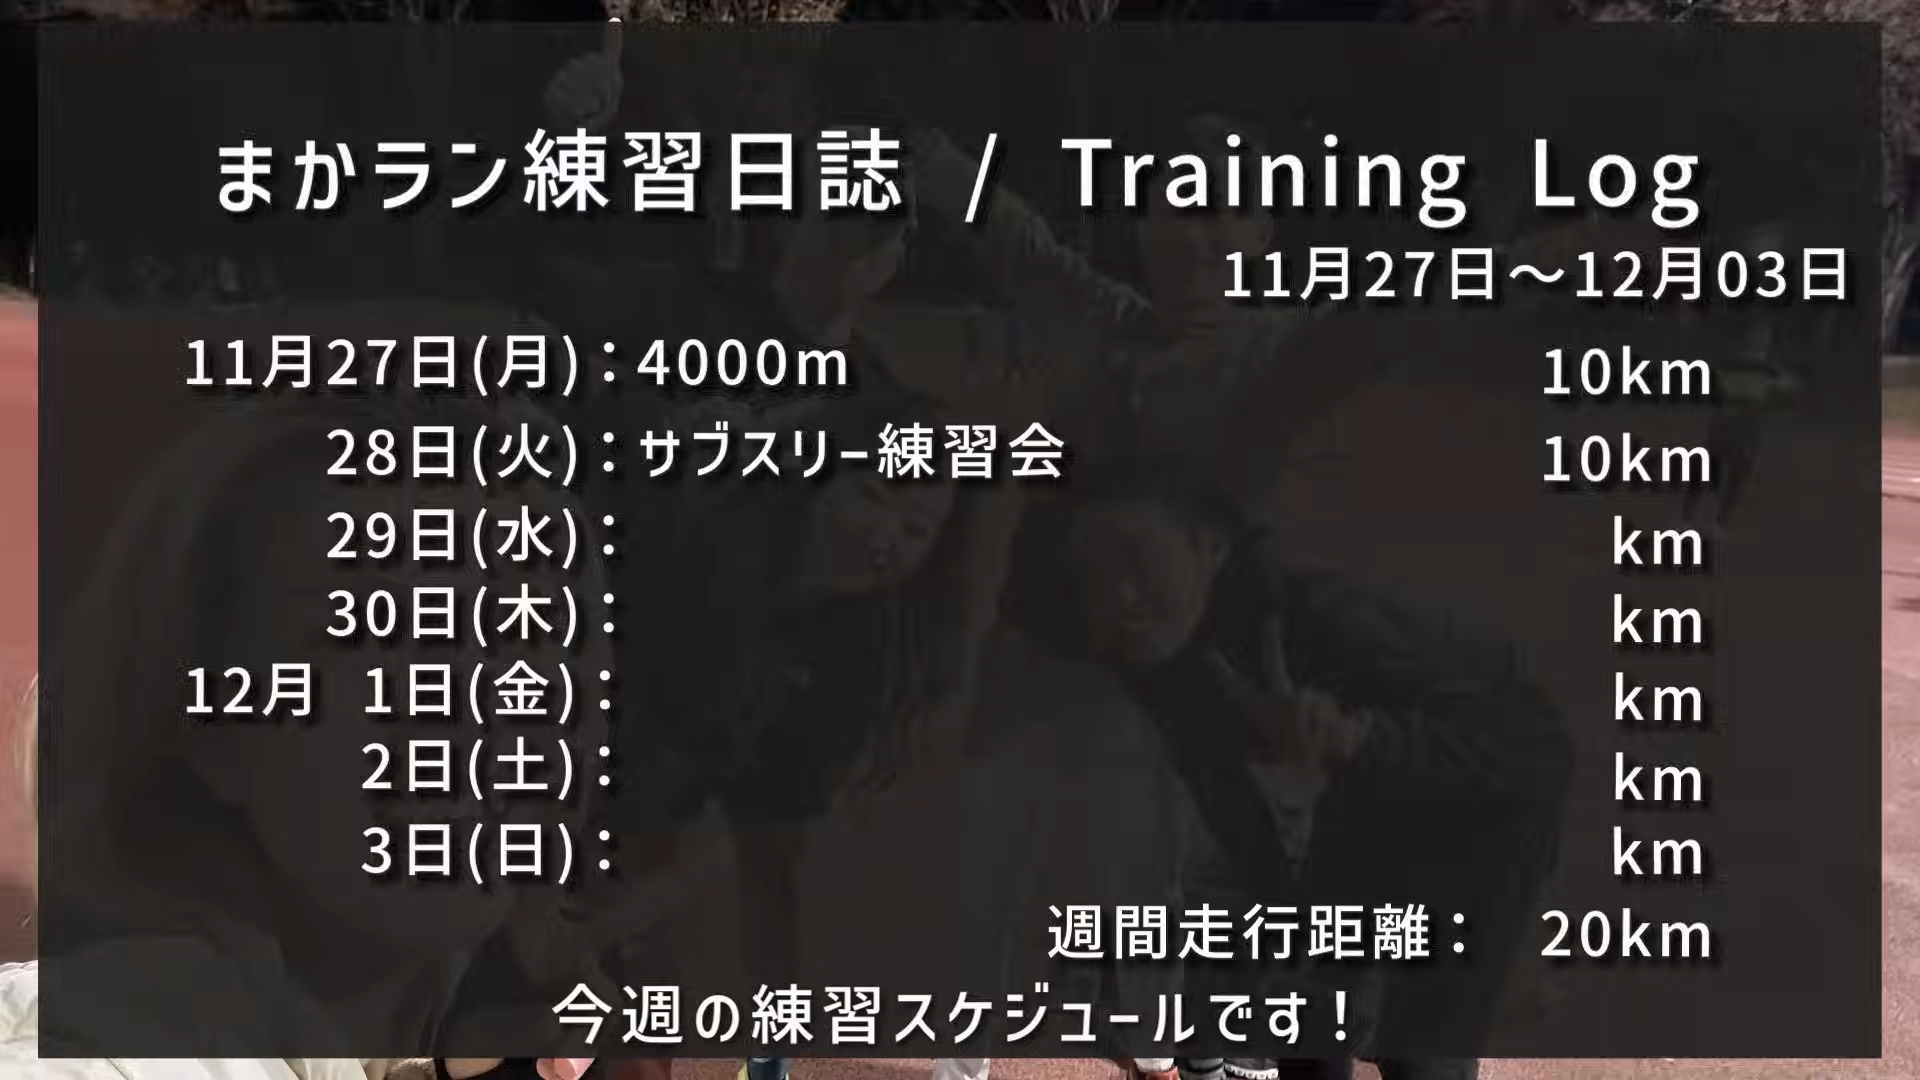 まかラン練習日誌 / Training Log
11月27日～12月03日
11月27日(月)：4000m 10km
28日(火)：サブスリー練習会 10km
29日(水)： km
30日(木)： km
12月 1日(金)： km
2日(土)： km
3日(日)： km
週間走行距離： 20km
今週の練習スケジュールです！